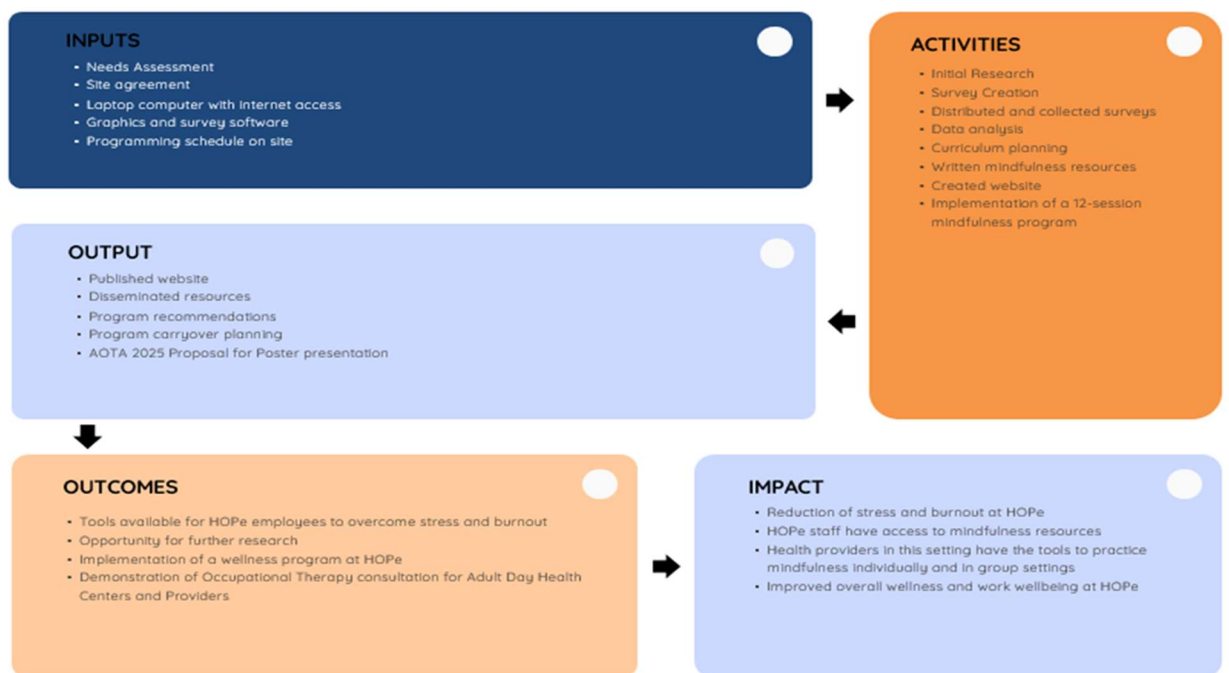 INPUTS
• Needs Assessment
• Site agreement
• Laptop computer with internet access
• Graphics and survey software
• Programming schedule on site
ACTIVITIES
• Initial Research
• Survey Creation
• Distributed and collected surveys
• Data analysis
• Curriculum planning
• Written mindfulness resources
• Created website
• Implementation of a 12-session
mindfulness program
OUTPUT
• Published website
• Disseminated resources
• Program recommendations
• Program carryover planning
• AOTA 2025 Proposal for Poster presentation
OUTCOMES
• Tools available for HOPe employees to overcome stress and burnout
• Opportunity for further research
• Implementation of a wellness program at HOPe
• Demonstration of Occupational Therapy consultation for Adult Day Health
Centers and Providers
IMPACT
• Reduction of stress and burnout at HOPe
• HOPe staff have access to mindfulness resources
• Health providers in this setting have the tools to practice
mindfulness individually and in group settings
• Improved overall wellness and work wellbeing at HOPe